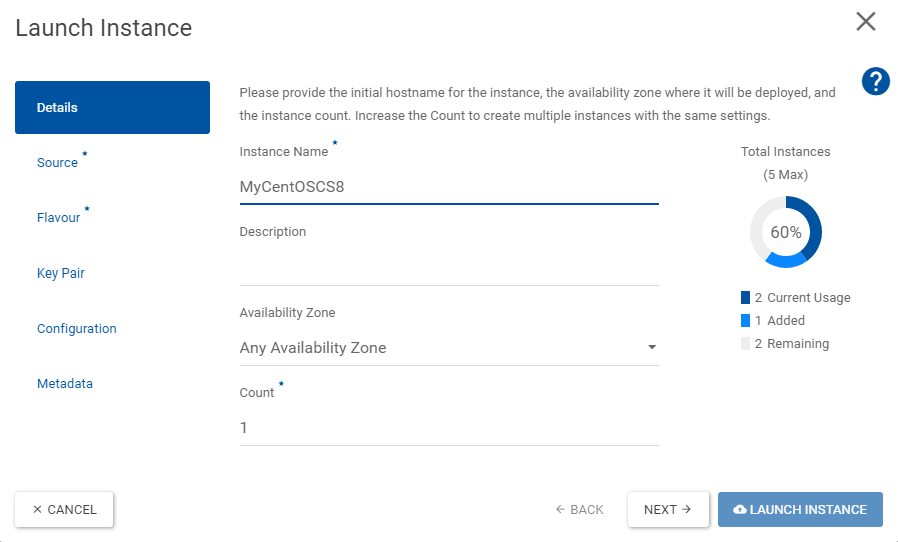 Launch Instance
Details
Source *
Flavour *
Key Pair
Configuration
Metadata
Please provide the initial hostname for the instance, the availability zone where it will be deployed, and
the instance count. Increase the Count to create multiple instances with the same settings.
Instance Name *
MyCentOSCS8
Description
Availability Zone
Any Availability Zone
Count *
1
?
Total Instances
(5 Max)
60%
2 Current Usage
1 Added
2 Remaining
× CANCEL
← BACK
NEXT →
LAUNCH INSTANCE